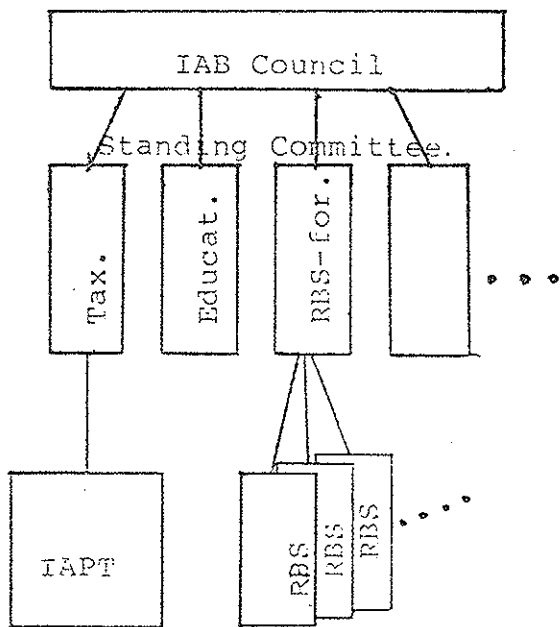 IAB Council
Standing Committee.
Tax.
Educat.
RBS-for.
IAPT
RBS
RBS
RBS